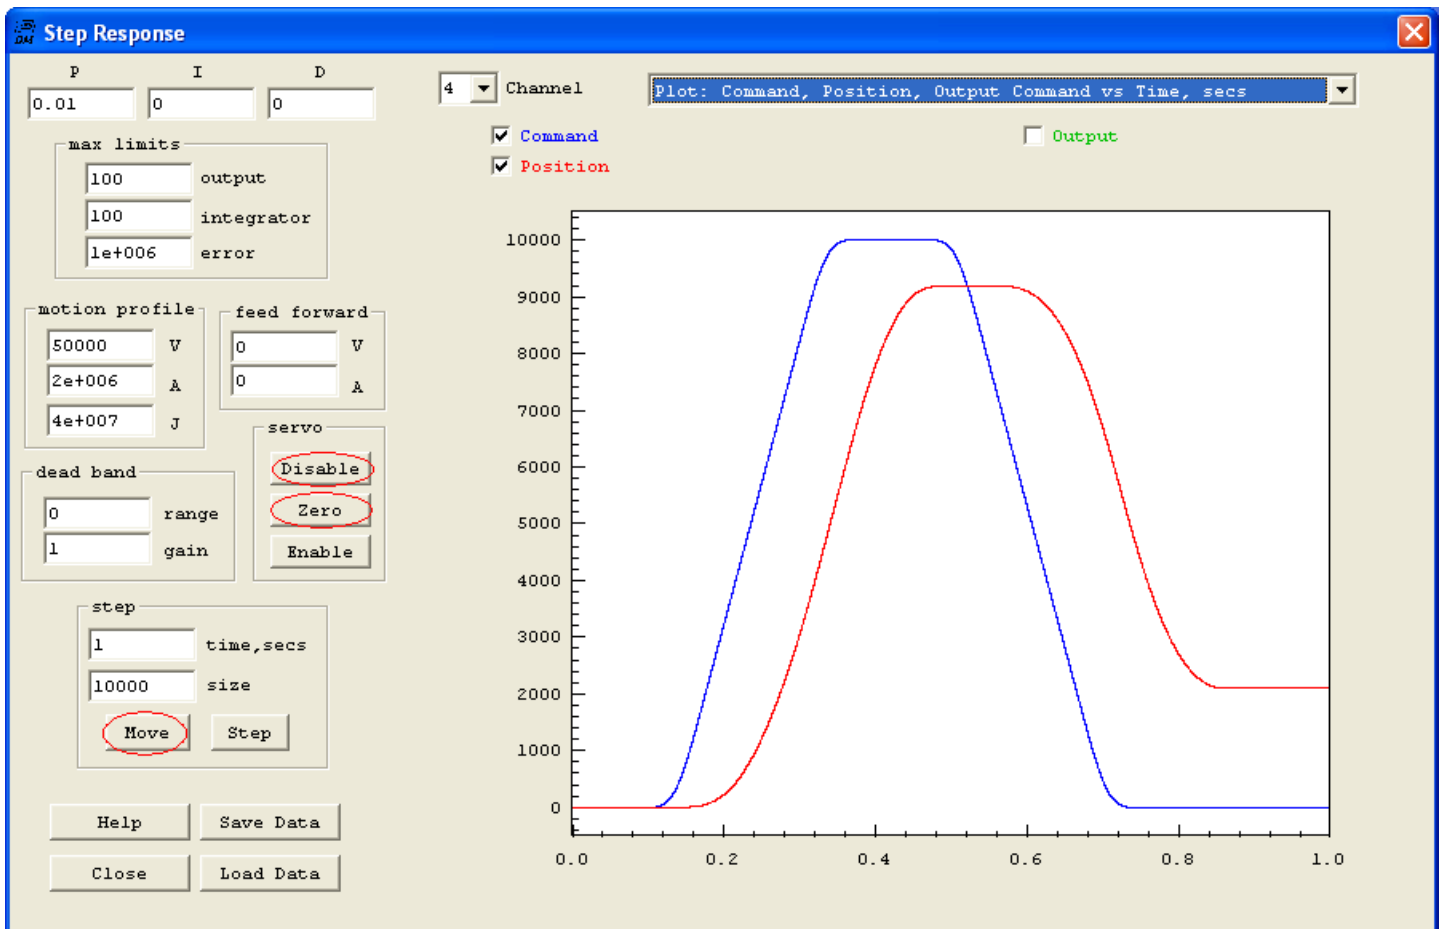 Step Response
P I D
0.01 0 0
4 Channel
Plot: Command, Position, Output Command vs Time, secs
Command
Output
Position
max limits
100 output
100 integrator
1e+006 error
motion profile
50000 V
2e+006 A
4e+007 J
feed forward
0 V
0 A
servo
Disable
Zero
Enable
dead band
0 range
1 gain
step
1 time,secs
10000 size
Move Step
Help Save Data
Close Load Data
10000
9000
8000
7000
6000
5000
4000
3000
2000
1000
0
0.0 0.2 0.4 0.6 0.8 1.0